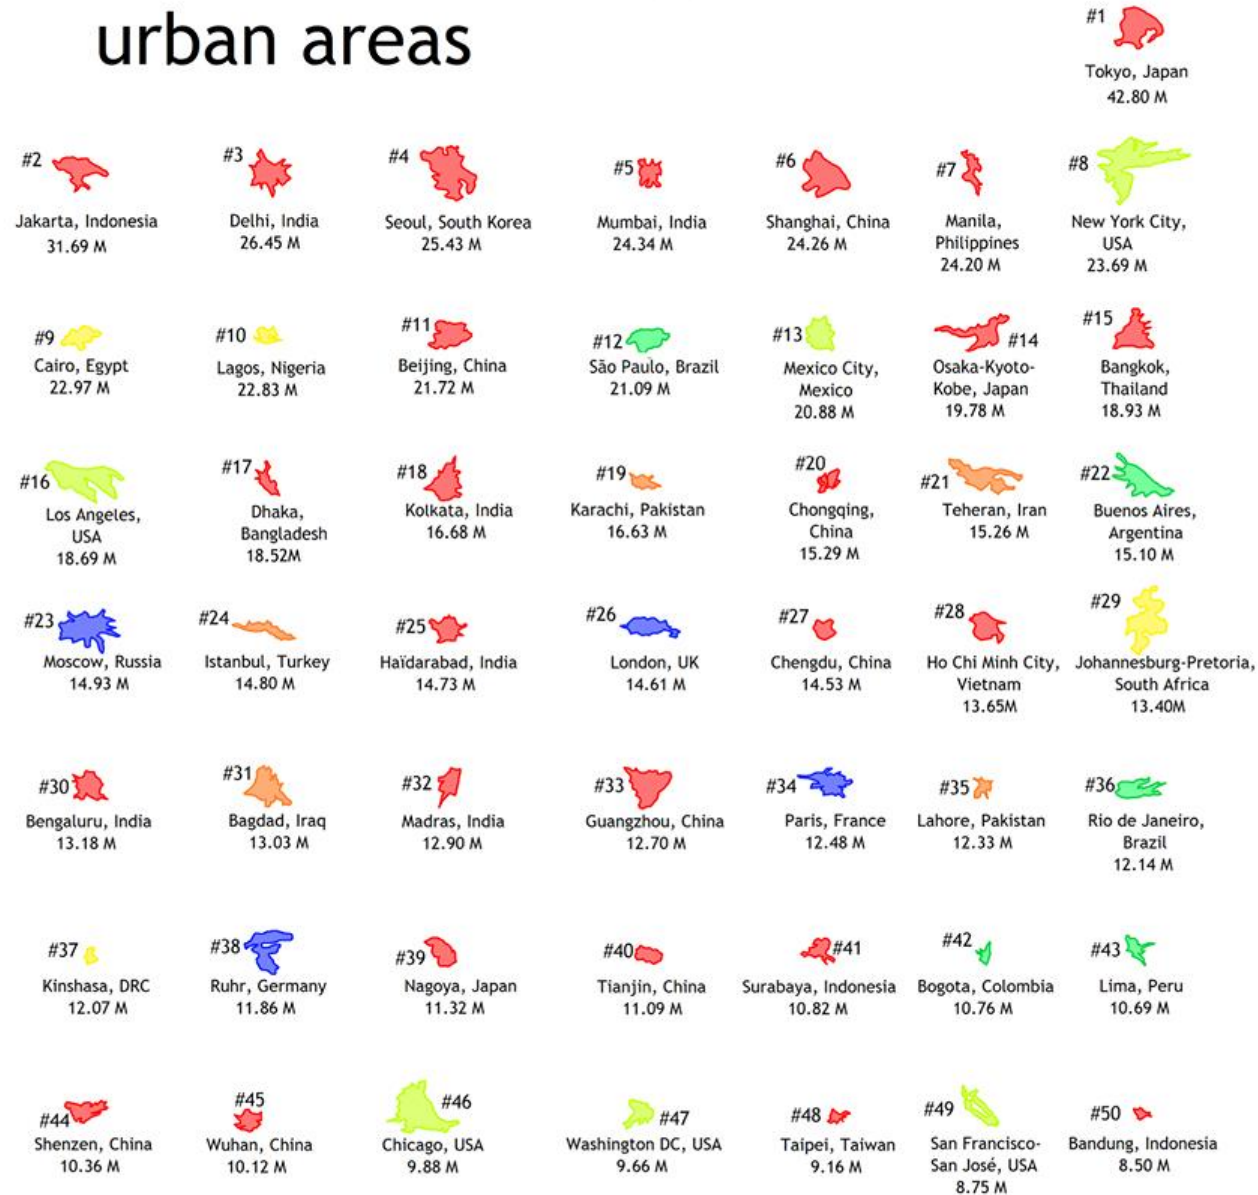 urban areas
#1
Tokyo, Japan
42.80 M
#2
Jakarta, Indonesia
31.69 M
#3
Delhi, India
26.45 M
#4
Seoul, South Korea
25.43 M
#5
Mumbai, India
24.34 M
#6
Shanghai, China
24.26 M
#7
Manila,
Philippines
24.20 M
#8
New York City,
USA
23.69 M
#9
Cairo, Egypt
22.97 M
#10
Lagos, Nigeria
22.83 M
#11
Beijing, China
21.72 M
#12
São Paulo, Brazil
21.09 M
#13
Mexico City,
Mexico
20.88 M
#14
Osaka-Kyoto-
Kobe, Japan
19.78 M
#15
Bangkok,
Thailand
18.93 M
#16
Los Angeles,
USA
18.69 M
#17
Dhaka,
Bangladesh
18.52M
#18
Kolkata, India
16.68 M
#19
Karachi, Pakistan
16.63 M
#20
Chongqing,
China
15.29 M
#21
Teheran, Iran
15.26 M
#22
Buenos Aires,
Argentina
15.10 M
#23
Moscow, Russia
14.93 M
#24
Istanbul, Turkey
14.80 M
#25
Haïdarabad, India
14.73 M
#26
London, UK
14.61 M
#27
Chengdu, China
14.53 M
#28
Ho Chi Minh City,
Vietnam
13.65M
#29
Johannesburg-Pretoria,
South Africa
13.40M
#30
Bengaluru, India
13.18 M
#31
Bagdad, Iraq
13.03 M
#32
Madras, India
12.90 M
#33
Guangzhou, China
12.70 M
#34
Paris, France
12.48 M
#35
Lahore, Pakistan
12.33 M
#36
Rio de Janeiro,
Brazil
12.14 M
#37
Kinshasa, DRC
12.07 M
#38
Ruhr, Germany
11.86 M
#39
Nagoya, Japan
11.32 M
#40
Tianjin, China
11.09 M
#41
Surabaya, Indonesia
10.82 M
#42
Bogota, Colombia
10.76 M
#43
Lima, Peru
10.69 M
#44
Shenzen, China
10.36 M
#45
Wuhan, China
10.12 M
#46
Chicago, USA
9.88 M
#47
Washington DC, USA
9.66 M
#48
Taipei, Taiwan
9.16 M
#49
San Francisco-
San José, USA
8.75 M
#50
Bandung, Indonesia
8.50 M